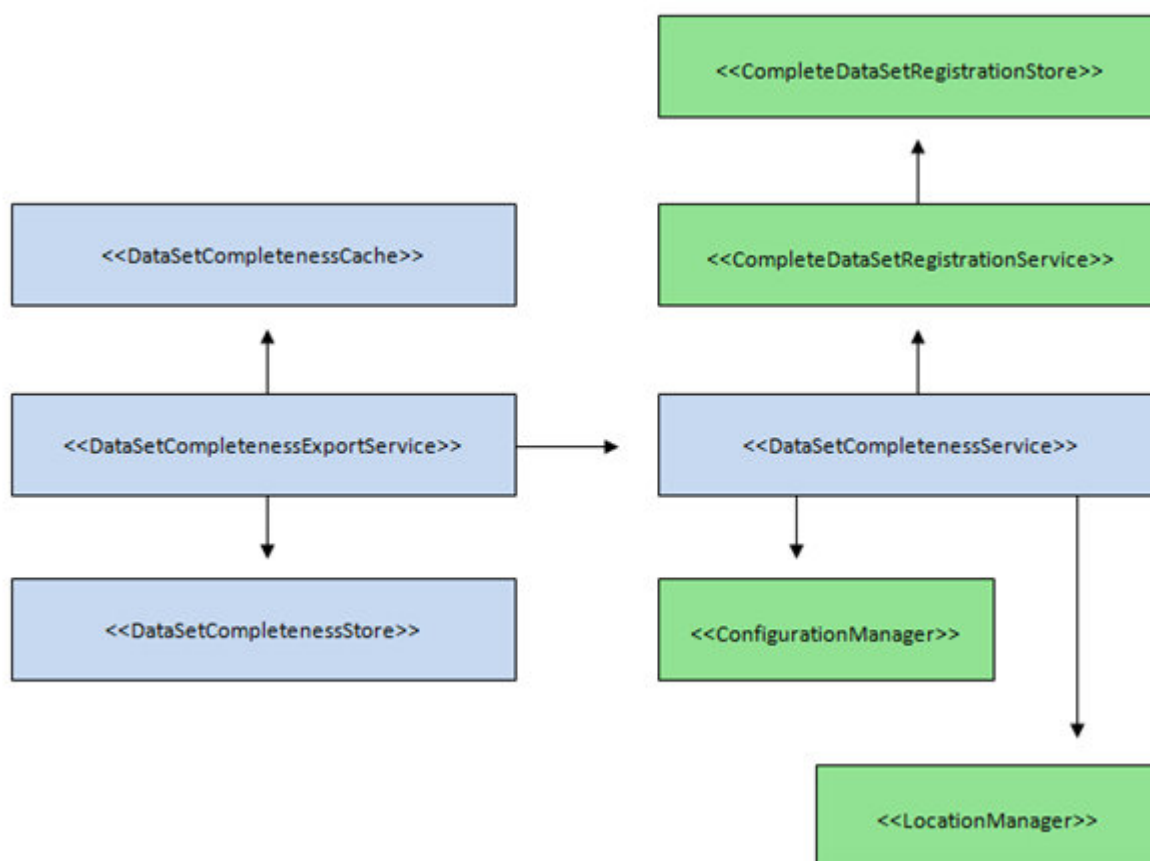 <<CompleteDataSetRegistrationStore>>
<<DataSetCompletenessCache>>
<<CompleteDataSetRegistrationService>>
<<DataSetCompletenessExportService>>
<<DataSetCompletenessService>>
<<DataSetCompletenessStore>>
<<ConfigurationManager>>
<<LocationManager>>